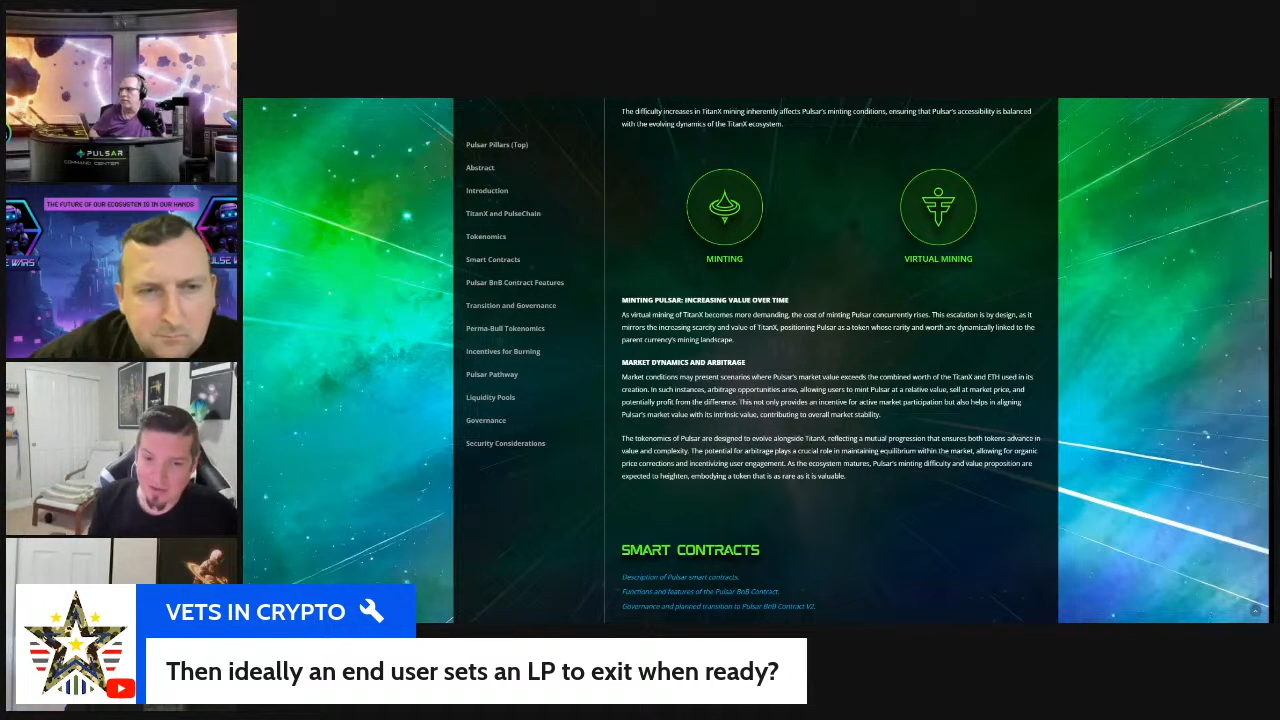 PULSAR
COMMAND CENTER
THE FUTURE OF OUR ECOSYSTEM IS IN OUR HANDS
Pulsar Pillars (Top)
Abstract
Introduction
TitanX and PulseChain
Tokenomics
Smart Contracts
Pulsar BnB Contract Features
Transition and Governance
Perma-Bull Tokenomics
Incentives for Burning
Pulsar Pathway
Liquidity Pools
Governance
Security Considerations
The difficulty increases in TitanX mining inherently affects Pulsar's minting conditions, ensuring that Pulsar's accessibility is balanced
with the evolving dynamics of the TitanX ecosystem.
MINTING
VIRTUAL MINING
MINTING PULSAR: INCREASING VALUE OVER TIME
As virtual mining of TitanX becomes more demanding, the cost of minting Pulsar concurrently rises. This escalation is by design, as it
mirrors the increasing scarcity and value of TitanX, positioning Pulsar as a token whose rarity and worth are dynamically linked to the
parent currency's mining landscape.
MARKET DYNAMICS AND ARBITRAGE
Market conditions may present scenarios where Pulsar's market value exceeds the combined worth of the TitanX and ETH used in its
creation. In such instances, arbitrage opportunities arise, allowing users to mint Pulsar at a relative value, sell at market price, and
potentially profit from the difference. This not only provides an incentive for active market participation but also helps in aligning
Pulsar's market value with its intrinsic value, contributing to overall market stability.
The tokenomics of Pulsar are designed to evolve alongside TitanX, reflecting a mutual progression that ensures both tokens advance in
value and complexity. The potential for arbitrage plays a crucial role in maintaining equilibrium within the market, allowing for organic
price corrections and incentivizing user engagement. As the ecosystem matures, Pulsar's minting difficulty and value proposition are
expected to heighten, embodying a token that is as rare as it is valuable.
SMART CONTRACTS
Description of Pulsar smart contracts.
Functions and features of the Pulsar BnB Contract.
Governance and planned transition to Pulsar BnB Contract V2.
VETS IN CRYPTO
Then ideally an end user sets an LP to exit when ready?